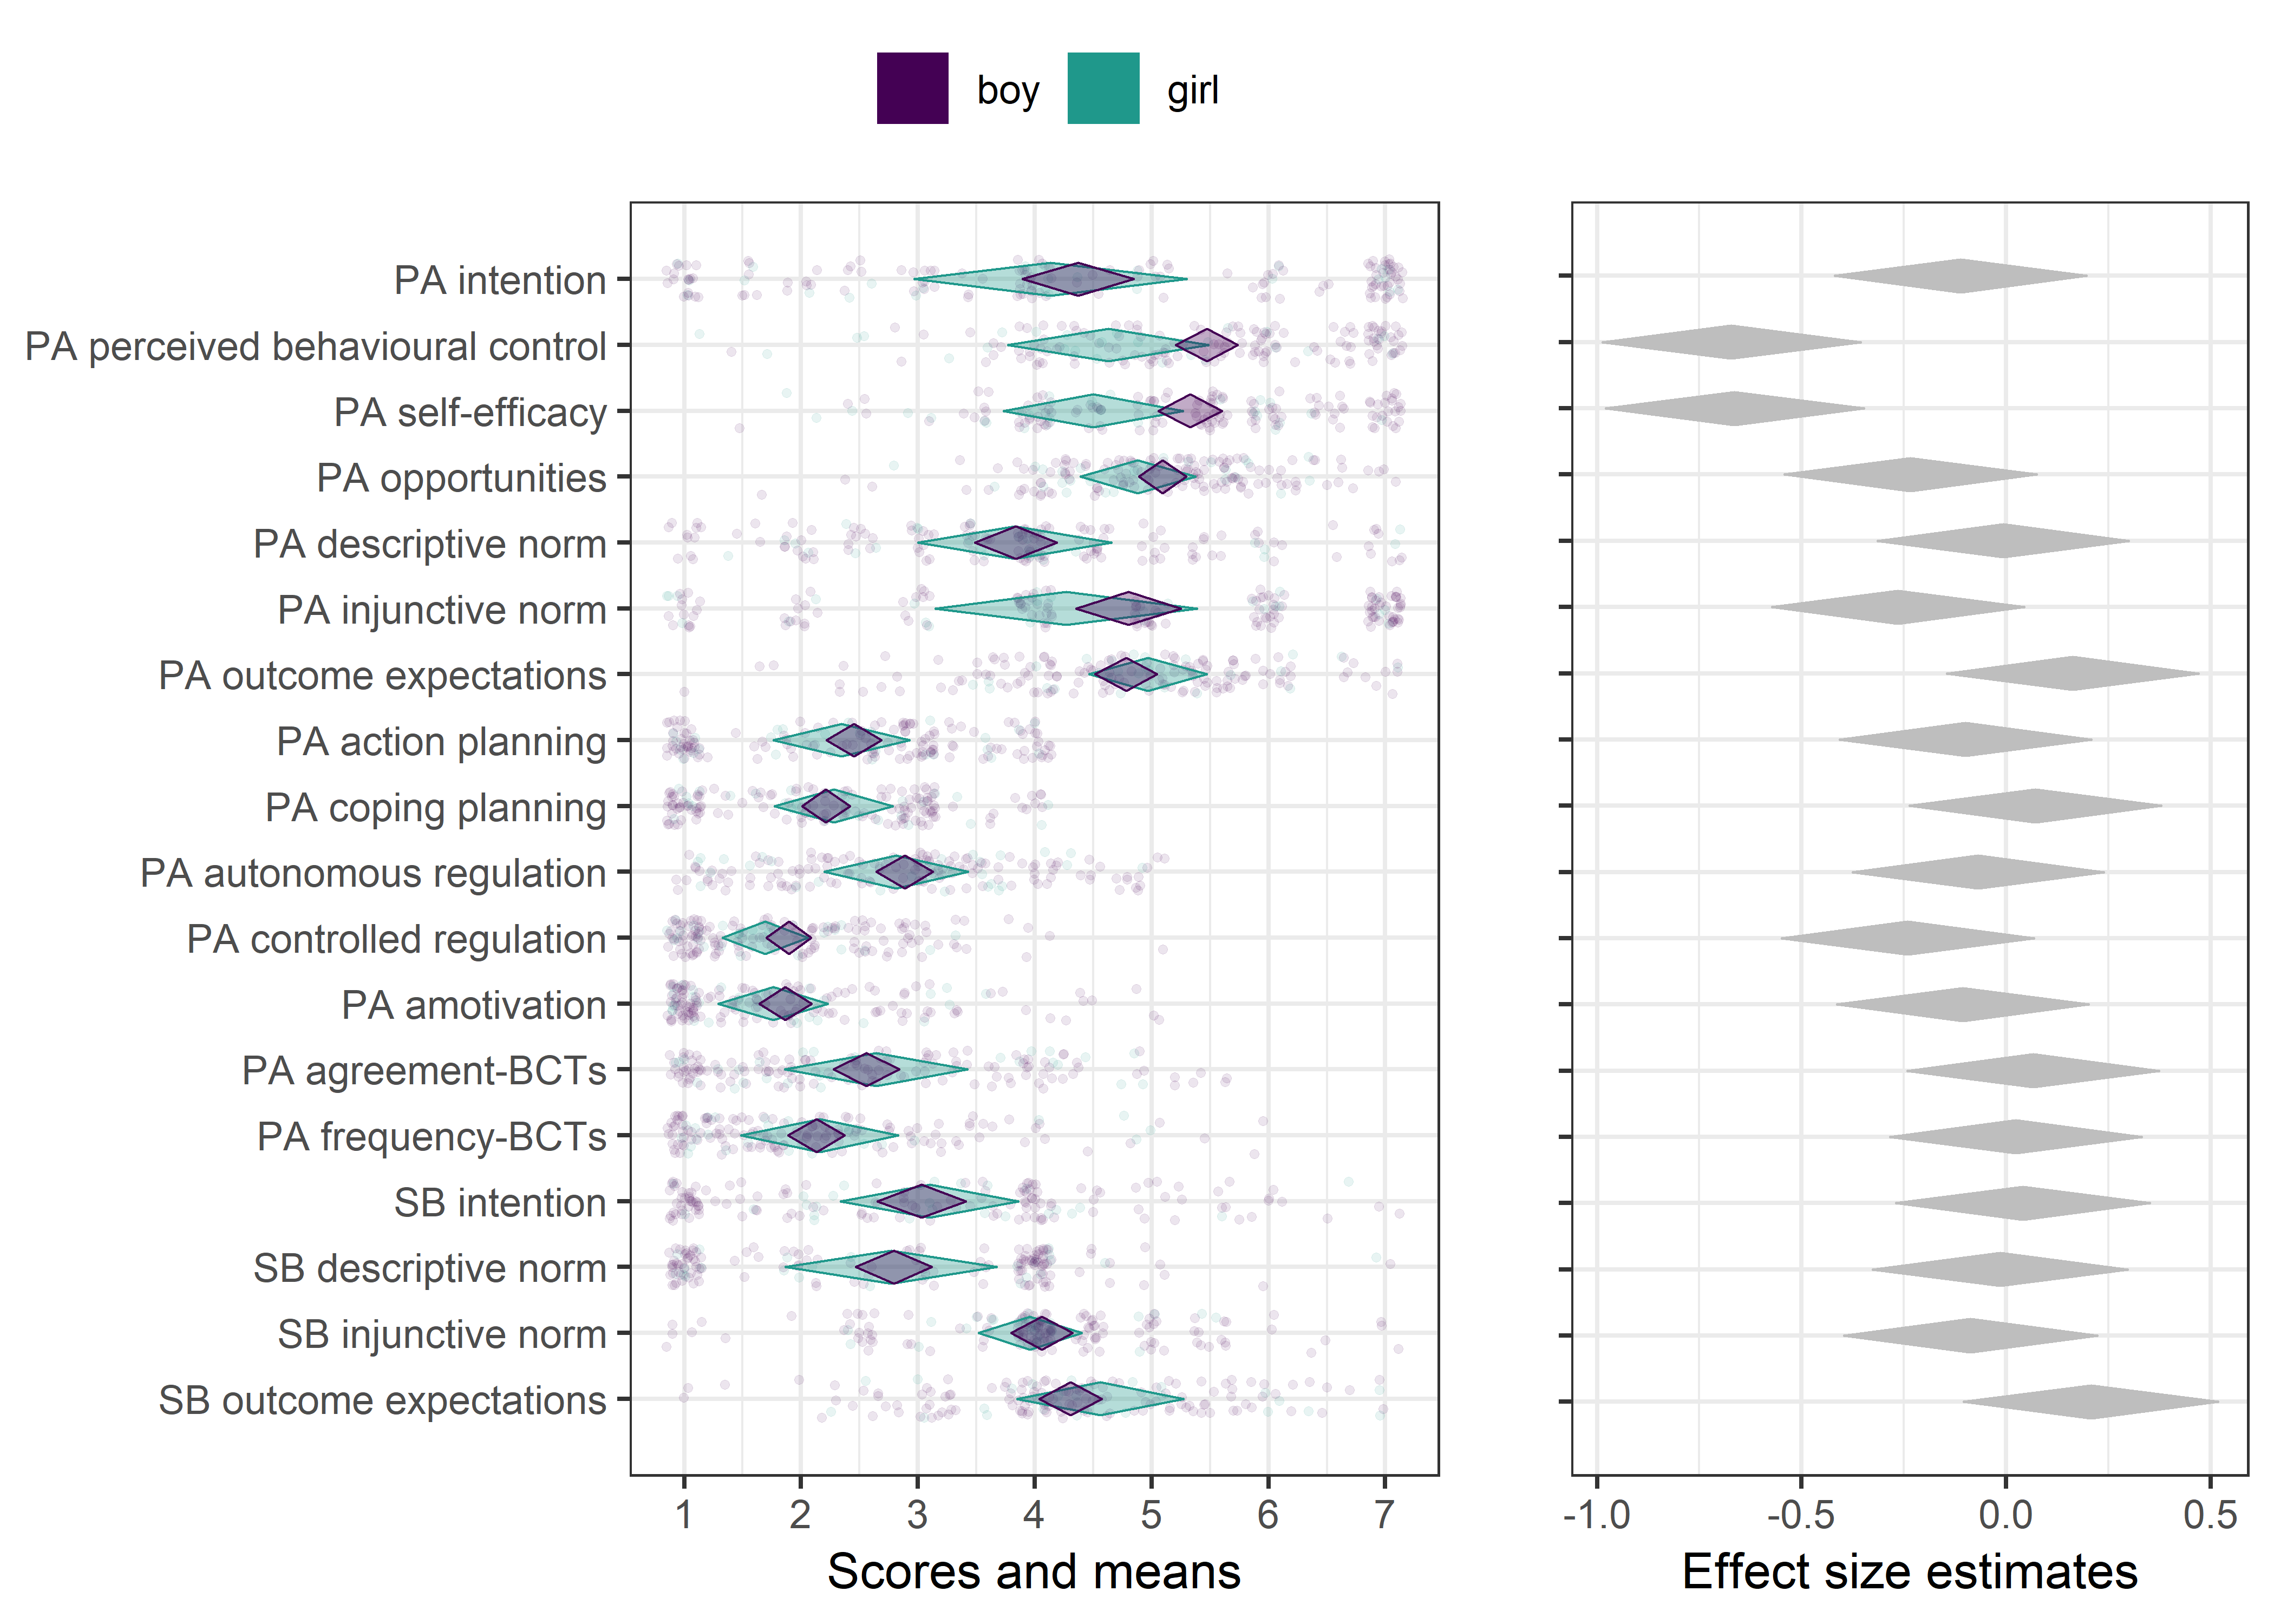 boy girl
PA intention
PA perceived behavioural control
PA self-efficacy
PA opportunities
PA descriptive norm
PA injunctive norm
PA outcome expectations
PA action planning
PA coping planning
PA autonomous regulation
PA controlled regulation
PA amotivation
PA agreement-BCTs
PA frequency-BCTs
SB intention
SB descriptive norm
SB injunctive norm
SB outcome expectations
1 2 3 4 5 6 7
Scores and means
-1.0 -0.5 0.0 0.5
Effect size estimates